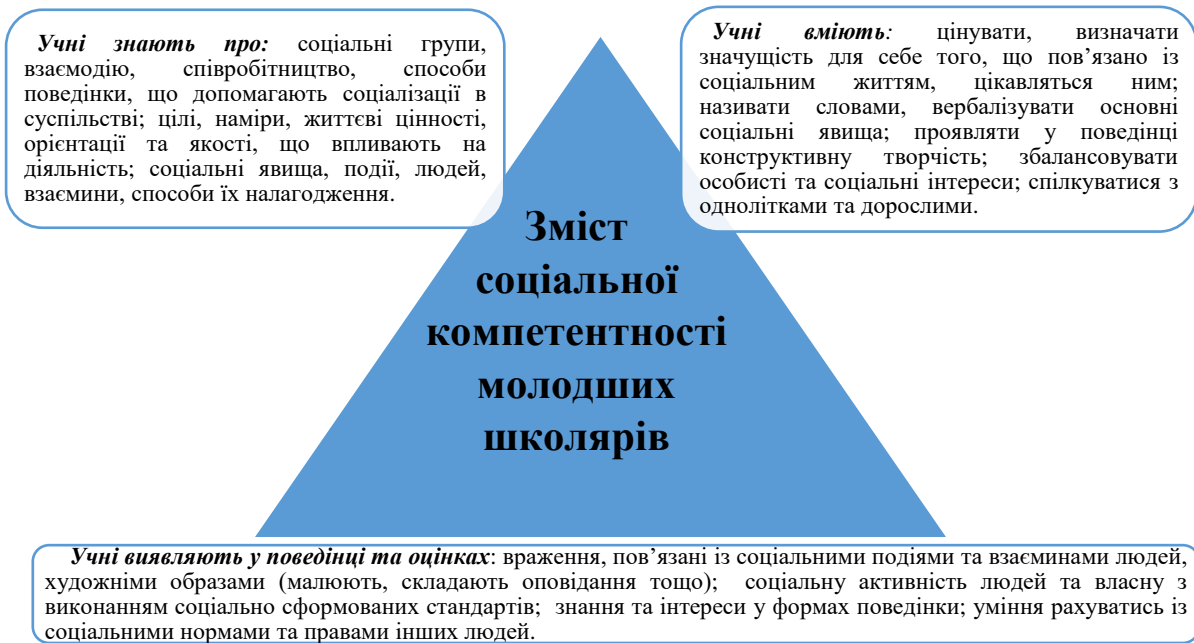 Учні знають про: соціальні групи,
взаємодію, співробітництво, способи
поведінки, що допомагають соціалізації в
суспільстві; цілі, наміри, життєві цінності,
орієнтації та якості, що впливають на
діяльність; соціальні явища, події, людей,
взаємини, способи їх налагодження.
Учні вміють: цінувати, визначати
значущість для себе того, що пов’язано із
соціальним життям, цікавляться ним;
називати словами, вербалізувати основні
соціальні явища; проявляти у поведінці
конструктивну творчість; збалансовувати
особисті та соціальні інтереси; спілкуватися з
однолітками та дорослими.
Зміст
соціальної
компетентності
молодших
школярів
Учні виявляють у поведінці та оцінках: враження, пов’язані із соціальними подіями та взаєминами людей,
художніми образами (малюють, складають оповідання тощо); соціальну активність людей та власну з
виконанням соціально сформованих стандартів; знання та інтереси у формах поведінки; уміння рахуватись із
соціальними нормами та правами інших людей.